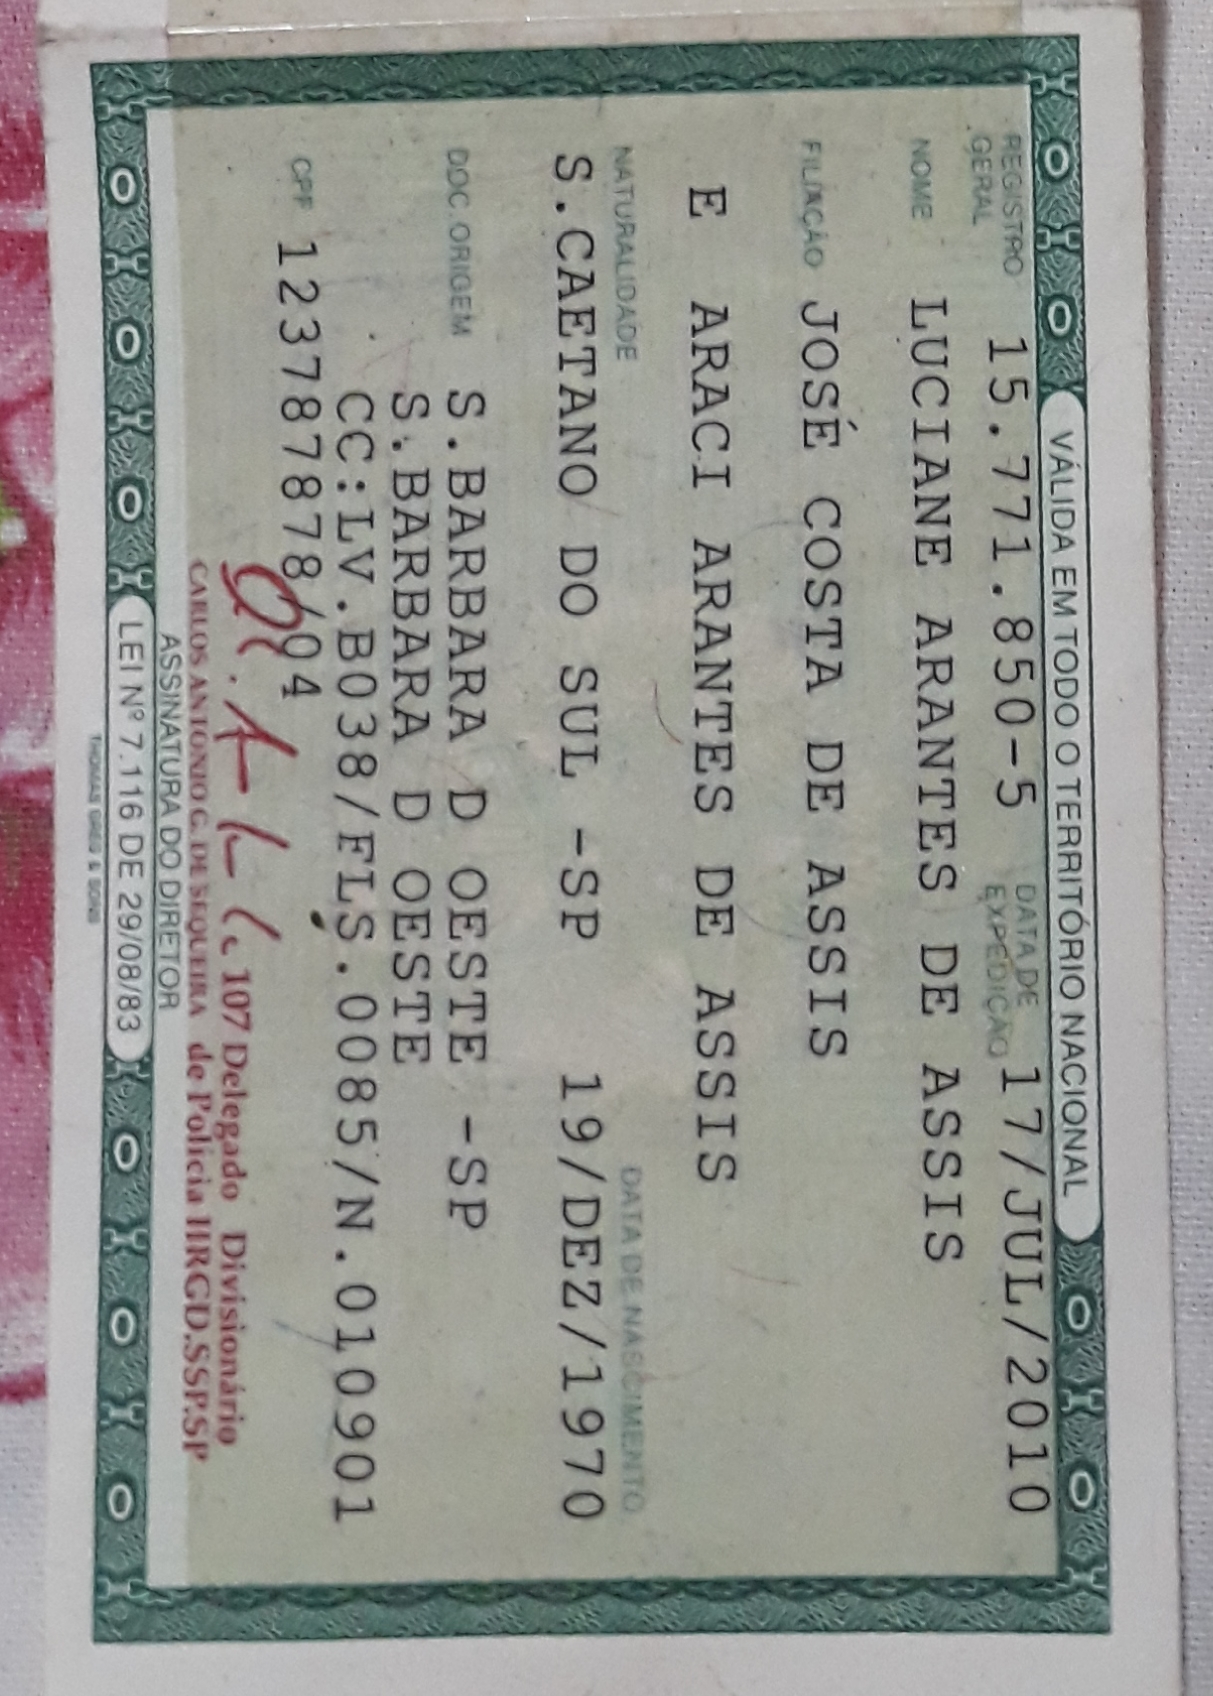 VÁLIDA EM TODO O TERRITÓRIO NACIONAL
REGISTRO GERAL 15.771.850-5 DATA DE EXPEDIÇÃO 17/JUL/2010
NOME LUCIANE ARANTES DE ASSIS
FILIAÇÃO JOSÉ COSTA DE ASSIS
E ARACI ARANTES DE ASSIS
NATURALIDADE DATA DE NASCIMENTO
S.CAETANO DO SUL -SP 19/DEZ/1970
DOC.ORIGEM S.BARBARA D OESTE -SP
S.BARBARA D OESTE
CC:LV.B038/FLS.0085/N.010901
CPF 123787878/04
107 Delegado Divisionário
CARLOS ANTONIO G. DE SEQUEIRA de Policia IIRGD.SSP.SP
ASSINATURA DO DIRETOR
LEI Nº 7.116 DE 29/08/83
THOMAS GREG & SONS